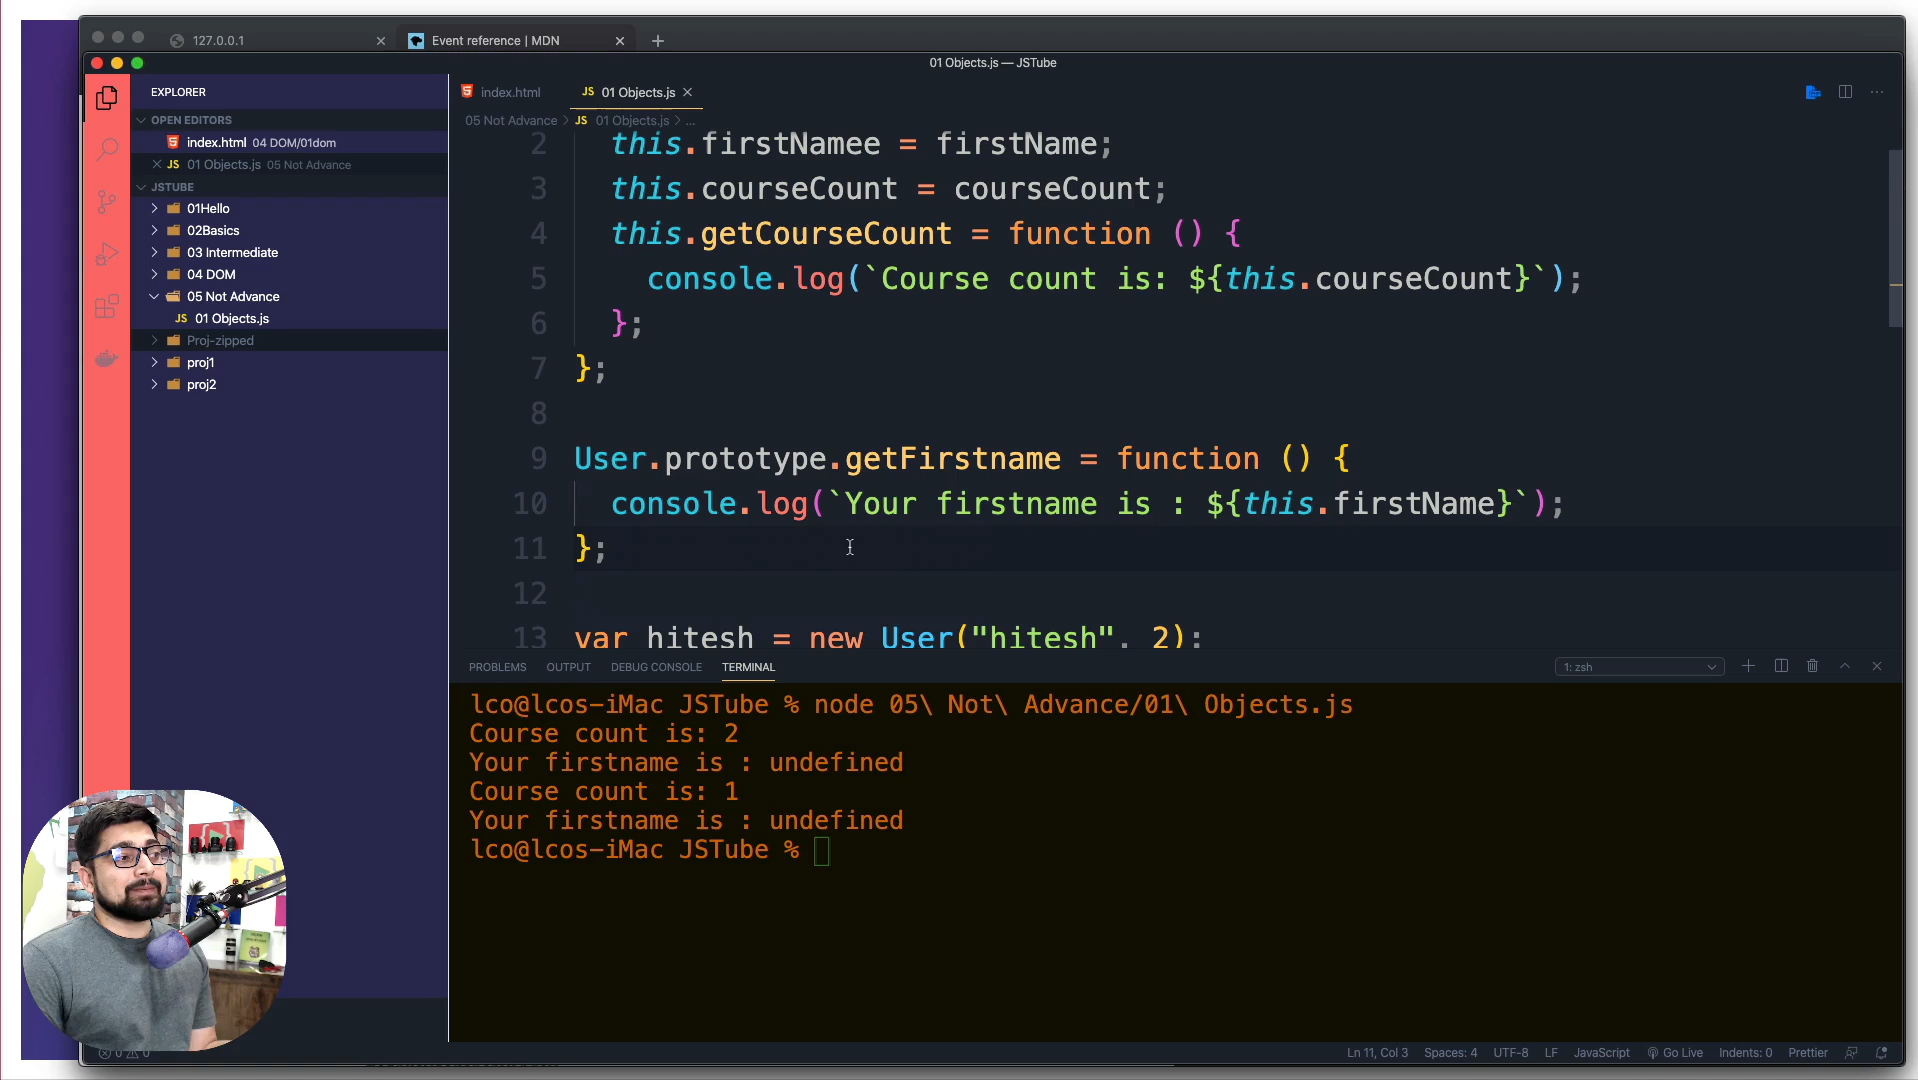 127.0.0.1
Event reference | MDN
01 Objects.js — JSTube
EXPLORER
OPEN EDITORS
index.html 04 DOM/01dom
JS 01 Objects.js 05 Not Advance
JSTUBE
01Hello
02Basics
03 Intermediate
04 DOM
05 Not Advance
JS 01 Objects.js
Proj-zipped
proj1
proj2
index.html
JS 01 Objects.js
05 Not Advance > JS 01 Objects.js > ...
2 this.firstNamee = firstName;
3 this.courseCount = courseCount;
4 this.getCourseCount = function () {
5 console.log(`Course count is: ${this.courseCount}`);
6 };
7 };
8
9 User.prototype.getFirstname = function () {
10 console.log(`Your firstname is : ${this.firstName}`);
11 };
12
13 var hitesh = new User("hitesh", 2);
PROBLEMS OUTPUT DEBUG CONSOLE TERMINAL
1: zsh
lco@lcos-iMac JSTube % node 05\ Not\ Advance/01\ Objects.js
Course count is: 2
Your firstname is : undefined
Course count is: 1
Your firstname is : undefined
lco@lcos-iMac JSTube %
0 0
Ln 11, Col 3 Spaces: 4 UTF-8 LF JavaScript Go Live Indents: 0 Prettier